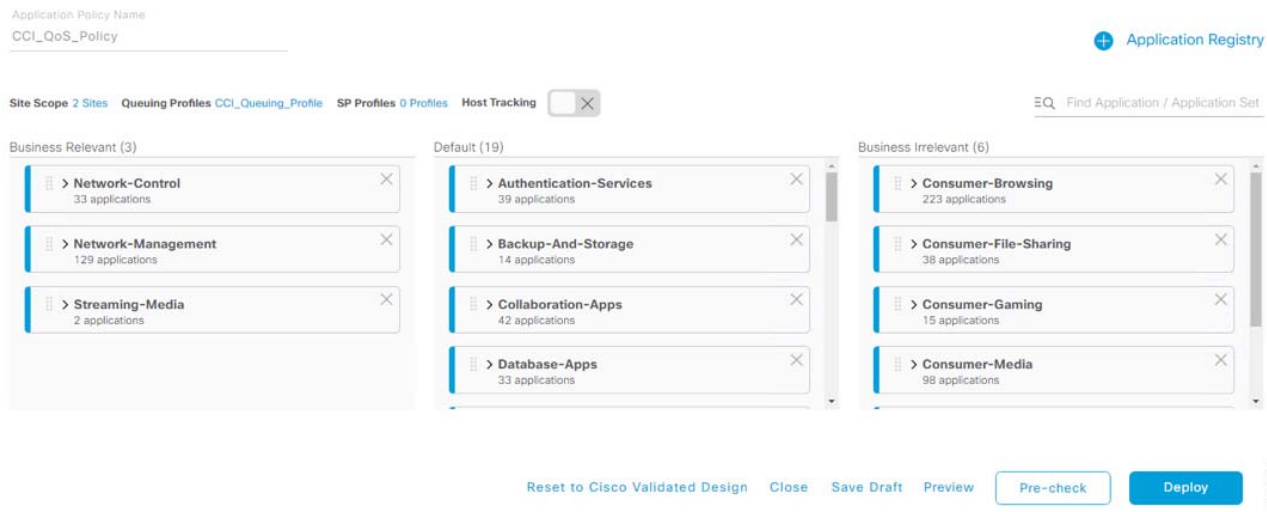 Application Policy Name
CCI_QoS_Policy
Application Registry
Site Scope 2 Sites Queuing Profiles CCI_Queuing_Profile SP Profiles 0 Profiles Host Tracking
Find Application / Application Set
Business Relevant (3)
Network-Control
33 applications
Network-Management
129 applications
Streaming-Media
2 applications
Default (19)
Authentication-Services
39 applications
Backup-And-Storage
14 applications
Collaboration-Apps
42 applications
Database-Apps
33 applications
Business Irrelevant (6)
Consumer-Browsing
223 applications
Consumer-File-Sharing
38 applications
Consumer-Gaming
15 applications
Consumer-Media
98 applications
Reset to Cisco Validated Design Close Save Draft Preview Pre-check Deploy